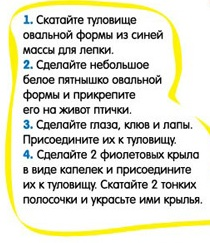 1. Скатайте туловище
овальной формы из синей
массы для лепки.
2. Сделайте небольшое
белое пятнышко овальной
формы и прикрепите
его на живот птички.
3. Сделайте глаза, клюв и лапы.
Присоедините их к туловищу.
4. Сделайте 2 фиолетовых крыла
в виде капелек и присоедините
их к туловищу. Скатайте 2 тонких
полосочки и украсьте ими крылья.